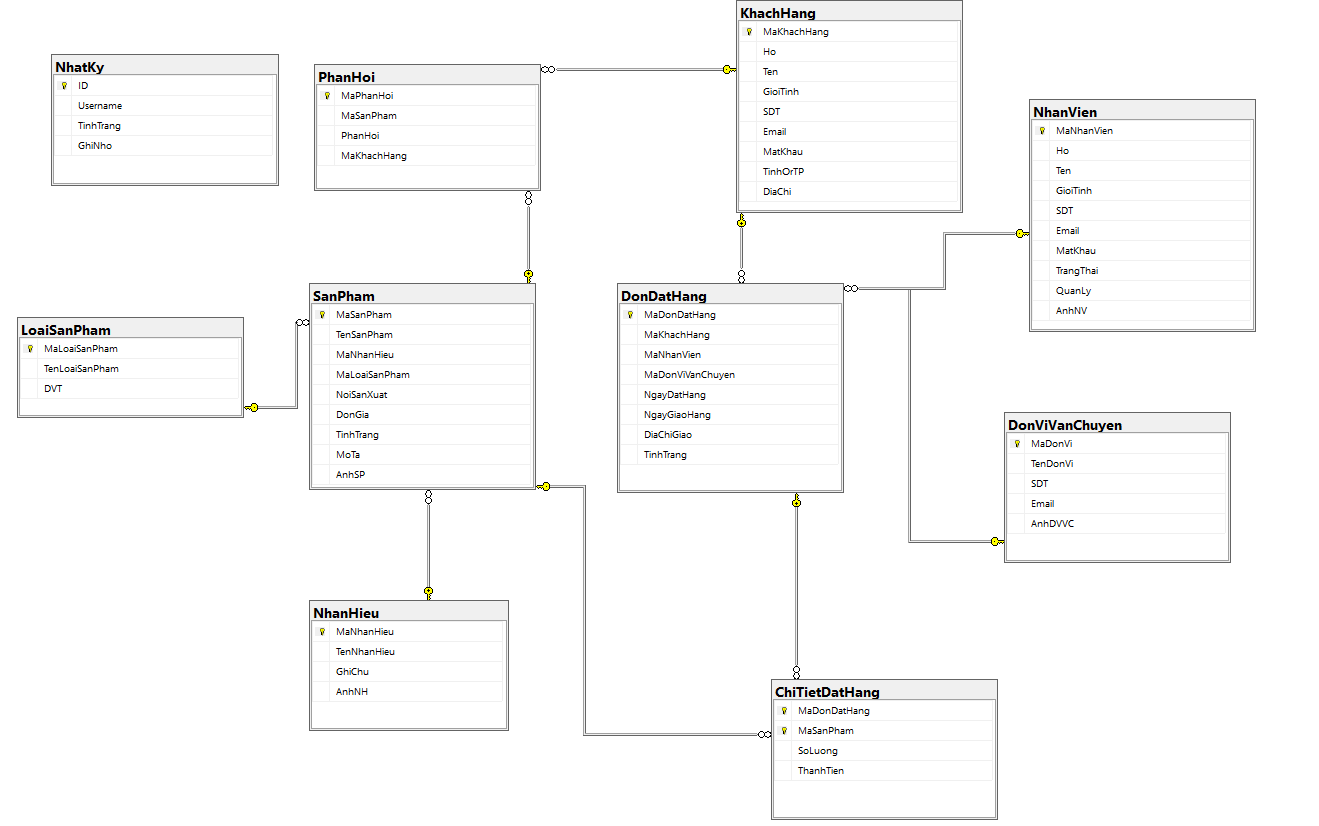 NhatKy
ID
Username
TinhTrang
GhiNho
PhanHoi
MaPhanHoi
MaSanPham
PhanHoi
MaKhachHang
KhachHang
MaKhachHang
Ho
Ten
GioiTinh
SDT
Email
MatKhau
TinhOrTP
DiaChi
NhanVien
MaNhanVien
Ho
Ten
GioiTinh
SDT
Email
MatKhau
TrangThai
QuanLy
AnhNV
LoaiSanPham
MaLoaiSanPham
TenLoaiSanPham
DVT
SanPham
MaSanPham
TenSanPham
MaNhanHieu
MaLoaiSanPham
NoiSanXuat
DonGia
TinhTrang
MoTa
AnhSP
DonDatHang
MaDonDatHang
MaKhachHang
MaNhanVien
MaDonViVanChuyen
NgayDatHang
NgayGiaoHang
DiaChiGiao
TinhTrang
DonViVanChuyen
MaDonVi
TenDonVi
SDT
Email
AnhDVVC
NhanHieu
MaNhanHieu
TenNhanHieu
GhiChu
AnhNH
ChiTietDatHang
MaDonDatHang
MaSanPham
SoLuong
ThanhTien